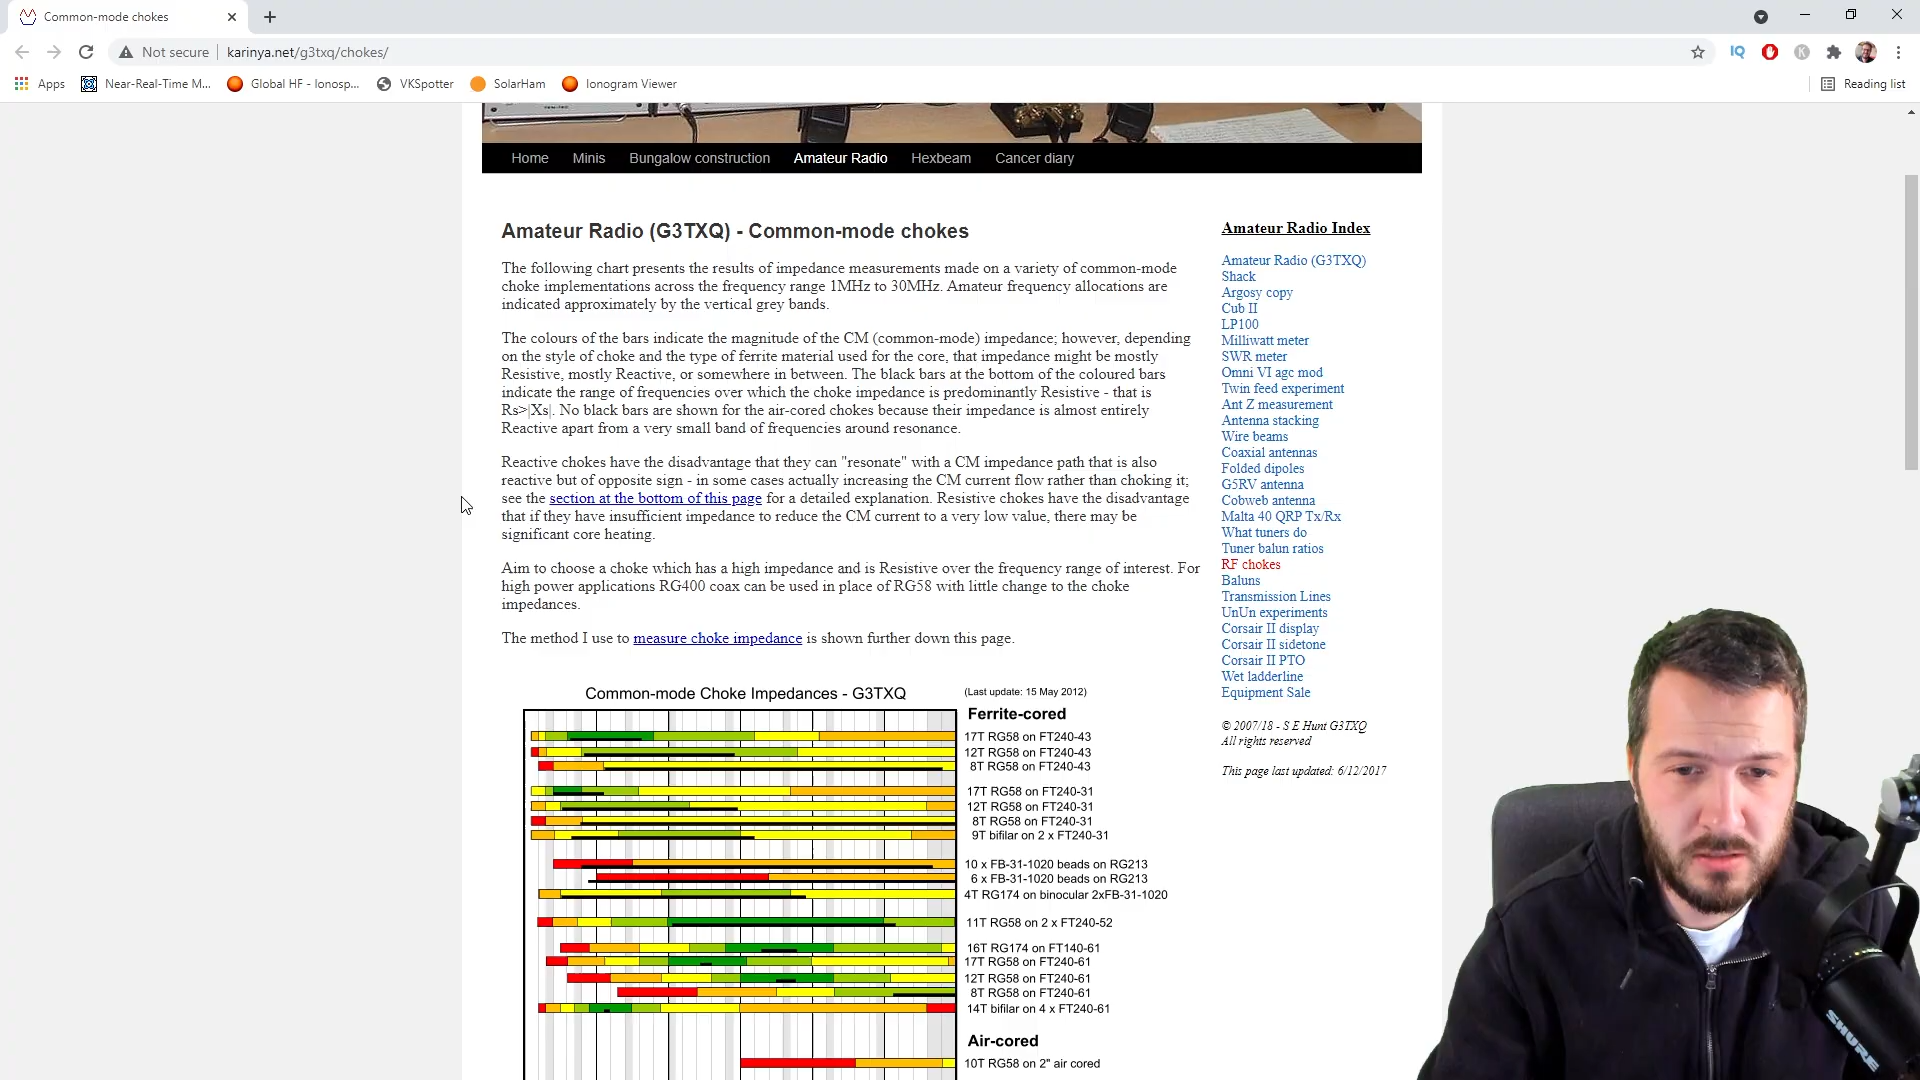 Common-mode chokes
Not secure karinya.net/g3txq/chokes/
IQ
K
Apps Near-Real-Time M... Global HF - Ionosp... VKSpotter SolarHam Ionogram Viewer Reading list
Home Minis Bungalow construction Amateur Radio Hexbeam Cancer diary
Amateur Radio (G3TXQ) - Common-mode chokes
The following chart presents the results of impedance measurements made on a variety of common-mode
choke implementations across the frequency range 1MHz to 30MHz. Amateur frequency allocations are
indicated approximately by the vertical grey bands.
The colours of the bars indicate the magnitude of the CM (common-mode) impedance; however, depending
on the style of choke and the type of ferrite material used for the core, that impedance might be mostly
Resistive, mostly Reactive, or somewhere in between. The black bars at the bottom of the coloured bars
indicate the range of frequencies over which the choke impedance is predominantly Resistive - that is
Rs>|Xs|. No black bars are shown for the air-cored chokes because their impedance is almost entirely
Reactive apart from a very small band of frequencies around resonance.
Reactive chokes have the disadvantage that they can "resonate" with a CM impedance path that is also
reactive but of opposite sign - in some cases actually increasing the CM current flow rather than choking it;
see the section at the bottom of this page for a detailed explanation. Resistive chokes have the disadvantage
that if they have insufficient impedance to reduce the CM current to a very low value, there may be
significant core heating.
Aim to choose a choke which has a high impedance and is Resistive over the frequency range of interest. For
high power applications RG400 coax can be used in place of RG58 with little change to the choke
impedances.
The method I use to measure choke impedance is shown further down this page.
Common-mode Choke Impedances - G3TXQ (Last update: 15 May 2012)
Ferrite-cored
17T RG58 on FT240-43
12T RG58 on FT240-43
8T RG58 on FT240-43
17T RG58 on FT240-31
12T RG58 on FT240-31
8T RG58 on FT240-31
9T bifilar on 2 x FT240-31
10 x FB-31-1020 beads on RG213
6 x FB-31-1020 beads on RG213
4T RG174 on binocular 2xFB-31-1020
11T RG58 on 2 x FT240-52
16T RG174 on FT140-61
17T RG58 on FT240-61
12T RG58 on FT240-61
8T RG58 on FT240-61
14T bifilar on 4 x FT240-61
Air-cored
10T RG58 on 2" air cored
Amateur Radio Index
Amateur Radio (G3TXQ)
Shack
Argosy copy
Cub II
LP100
Milliwatt meter
SWR meter
Omni VI agc mod
Twin feed experiment
Ant Z measurement
Antenna stacking
Wire beams
Coaxial antennas
Folded dipoles
G5RV antenna
Cobweb antenna
Malta 40 QRP Tx/Rx
What tuners do
Tuner balun ratios
RF chokes
Baluns
Transmission Lines
UnUn experiments
Corsair II display
Corsair II sidetone
Corsair II PTO
Wet ladderline
Equipment Sale
© 2007/18 - S E Hunt G3TXQ
All rights reserved
This page last updated: 6/12/2017
SHURE